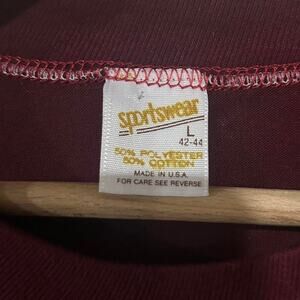 sportswear
L
42-44
50% POLYESTER
50% COTTON
MADE IN U.S.A.
FOR CARE SEE REVERSE